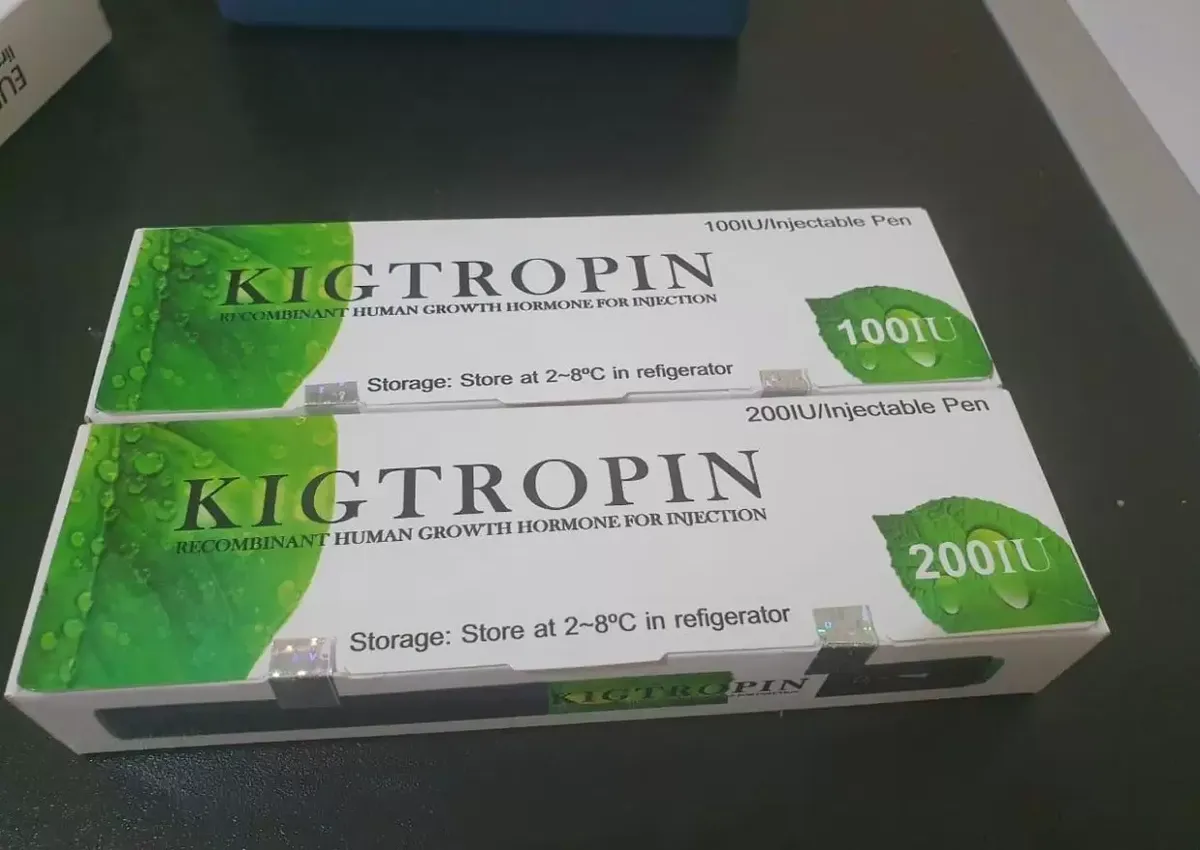 EU
100IU/Injectable Pen
KIGTROPIN
RECOMBINANT HUMAN GROWTH HORMONE FOR INJECTION
100IU
Storage: Store at 2~8ºC in refigerator
200IU/Injectable Pen
KIGTROPIN
RECOMBINANT HUMAN GROWTH HORMONE FOR INJECTION
200IU
Storage: Store at 2~8ºC in refigerator
KIGTROPIN